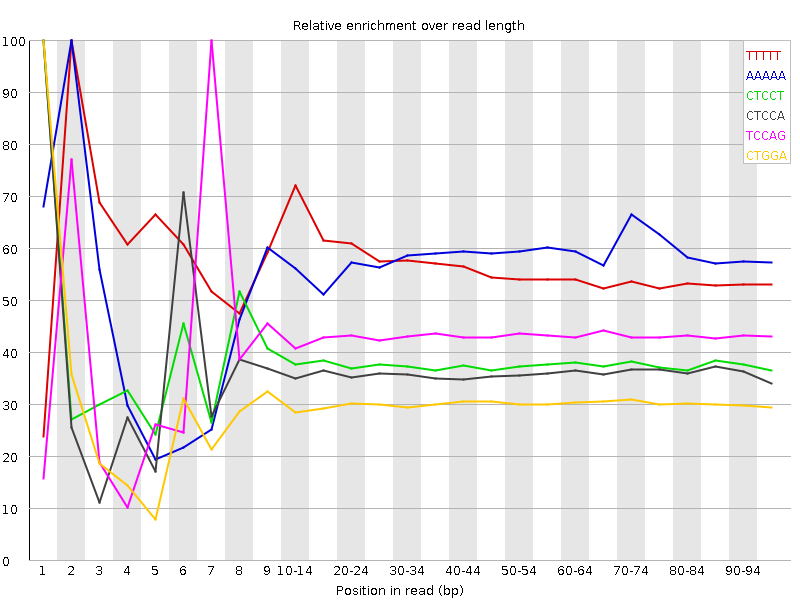 Relative enrichment over read length
100
90
80
70
60
50
40
30
20
10
0
TTTTT
AAAAA
CTCCT
CTCCA
TCCAG
CTGGA
1 2 3 4 5 6 7 8 9 10-14 20-24 30-34 40-44 50-54 60-64 70-74 80-84 90-94
Position in read (bp)